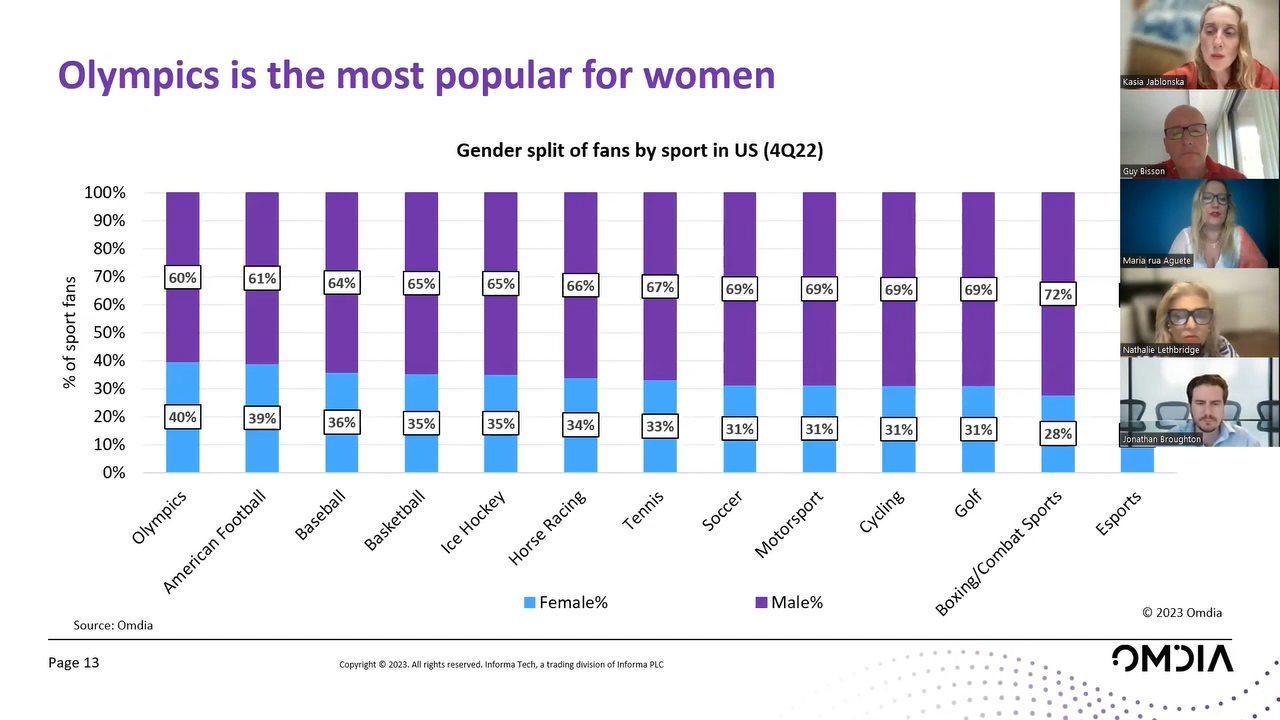 Olympics is the most popular for women
Gender split of fans by sport in US (4Q22)
% of sport fans
100%
90%
80%
70%
60%
50%
40%
30%
20%
10%
0%
60% 61% 64% 65% 65% 66% 67% 69% 69% 69% 69% 72%
40% 39% 36% 35% 35% 34% 33% 31% 31% 31% 31% 28%
Olympics
American Football
Baseball
Basketball
Ice Hockey
Horse Racing
Tennis
Soccer
Motorsport
Cycling
Golf
Boxing/Combat Sports
Esports
Female% Male%
Source: Omdia
© 2023 Omdia
Page 13
Copyright © 2023. All rights reserved. Informa Tech, a trading division of Informa PLC
OMDIA
Kasia Jablonska
Guy Bisson
Maria rua Aguete
Nathalie Lethbridge
Jonathan Broughton